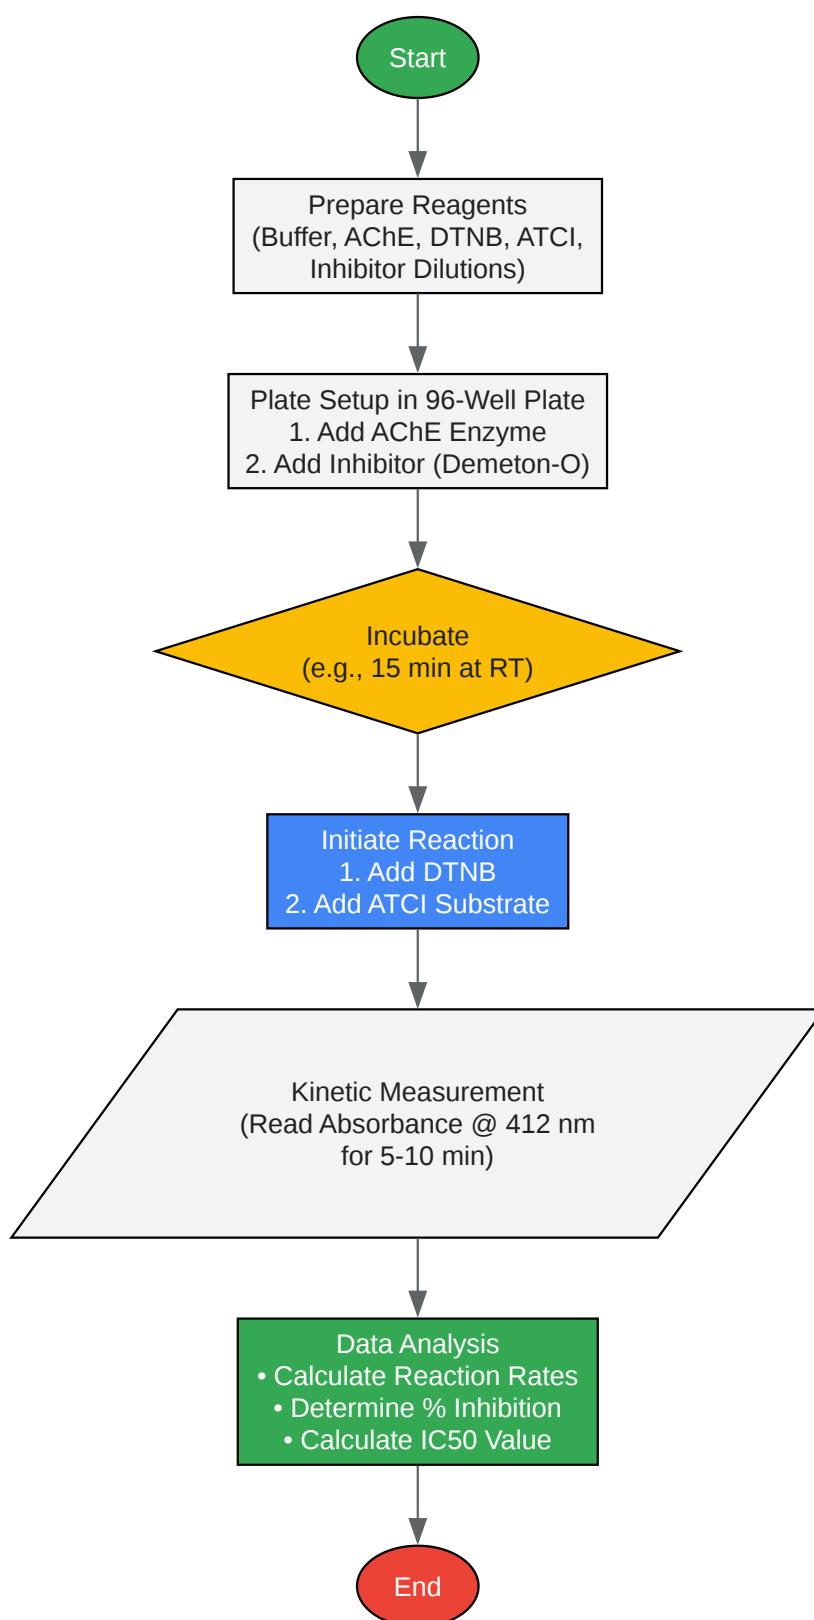 Start
Prepare Reagents
(Buffer, AChE, DTNB, ATCI,
Inhibitor Dilutions)
Plate Setup in 96-Well Plate
1. Add AChE Enzyme
2. Add Inhibitor (Demeton-O)
Incubate
(e.g., 15 min at RT)
Initiate Reaction
1. Add DTNB
2. Add ATCI Substrate
Kinetic Measurement
(Read Absorbance @ 412 nm
for 5-10 min)
Data Analysis
• Calculate Reaction Rates
• Determine % Inhibition
• Calculate IC50 Value
End